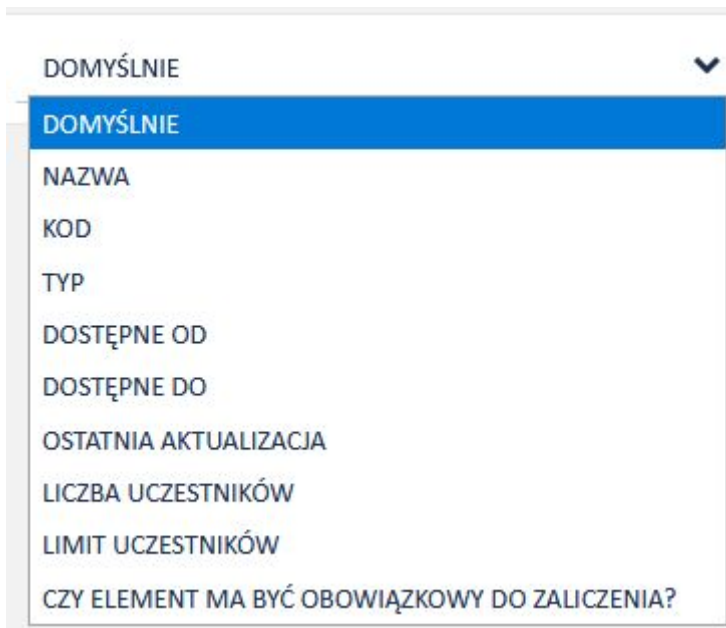 DOMYŚLNIE
DOMYŚLNIE
NAZWA
KOD
TYP
DOSTĘPNE OD
DOSTĘPNE DO
OSTATNIA AKTUALIZACJA
LICZBA UCZESTNIKÓW
LIMIT UCZESTNIKÓW
CZY ELEMENT MA BYĆ OBOWIĄZKOWY DO ZALICZENIA?